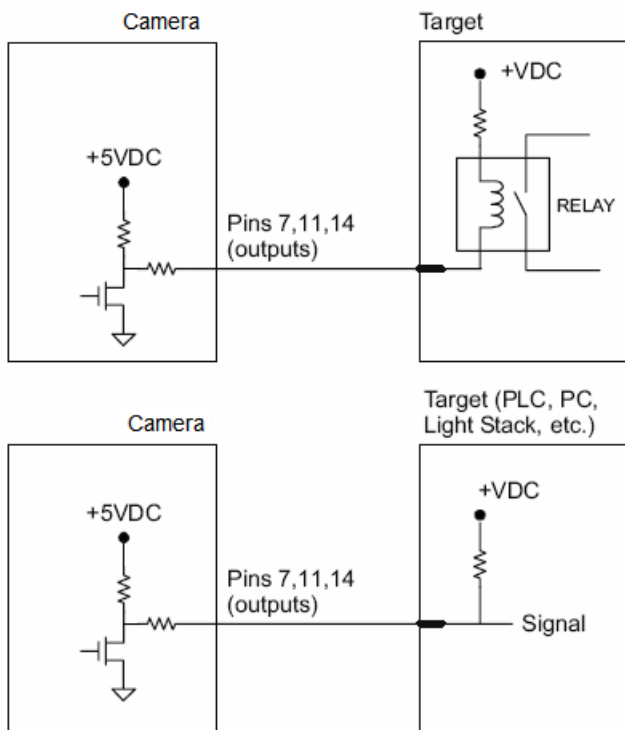 Camera
Target
+VDC
+5VDC
RELAY
Pins 7,11,14
(outputs)
Camera
Target (PLC, PC,
Light Stack, etc.)
+VDC
+5VDC
Pins 7,11,14
(outputs)
Signal